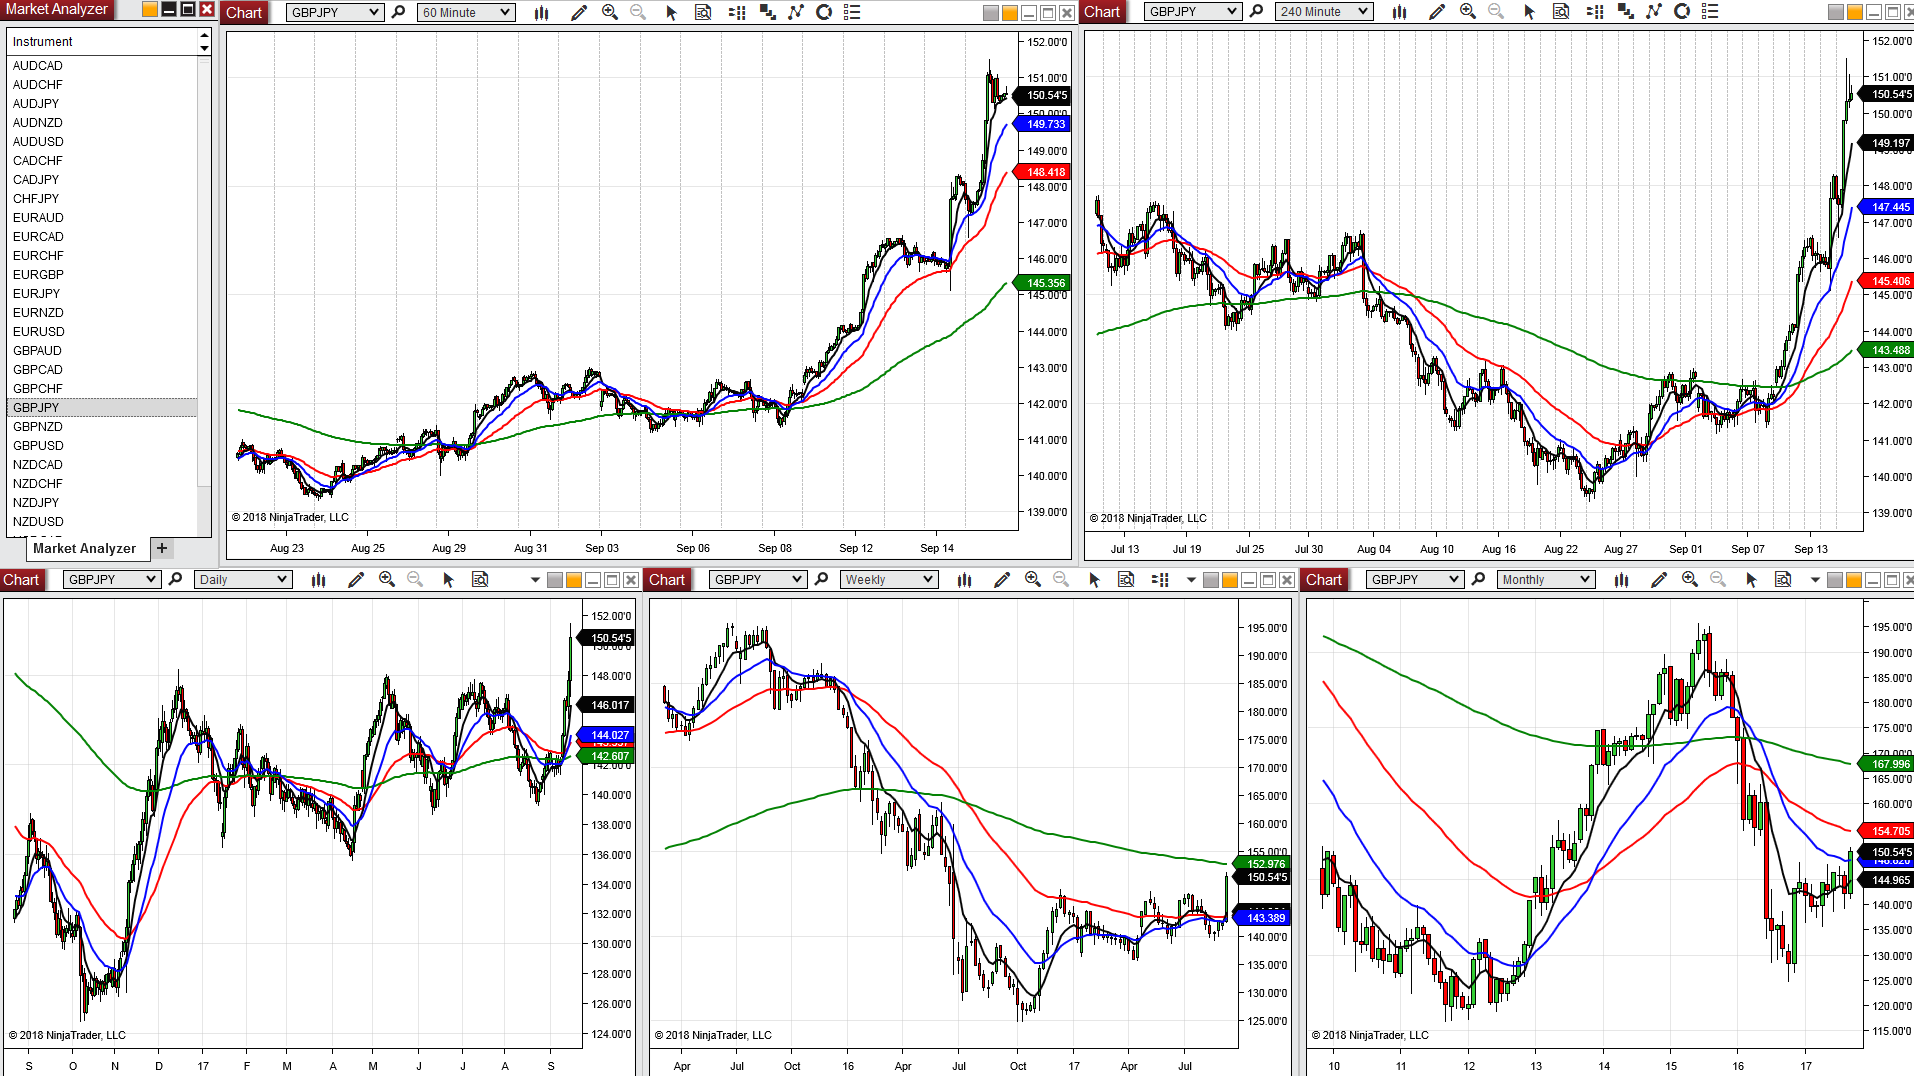 Market Analyzer
Instrument
AUDCAD
AUDCHF
AUDJPY
AUDNZD
AUDUSD
CADCHF
CADJPY
CHFJPY
EURAUD
EURCAD
EURCHF
EURGBP
EURJPY
EURNZD
EURUSD
GBPAUD
GBPCAD
GBPCHF
GBPJPY
GBPNZD
GBPUSD
NZDCAD
NZDCHF
NZDJPY
NZDUSD
Market Analyzer +
Chart GBPJPY 60 Minute
152.00'0
151.00'0
150.54'5
150.00'0
149.733
149.00'0
148.418
148.00'0
147.00'0
146.00'0
145.356
145.00'0
144.00'0
143.00'0
142.00'0
141.00'0
140.00'0
139.00'0
© 2018 NinjaTrader, LLC
Aug 23 Aug 25 Aug 29 Aug 31 Sep 03 Sep 06 Sep 08 Sep 12 Sep 14
Chart GBPJPY 240 Minute
152.00'0
151.00'0
150.54'5
150.00'0
149.197
148.00'0
147.445
147.00'0
146.00'0
145.406
145.00'0
144.00'0
143.488
143.00'0
142.00'0
141.00'0
140.00'0
139.00'0
© 2018 NinjaTrader, LLC
Jul 13 Jul 19 Jul 25 Jul 30 Aug 04 Aug 10 Aug 16 Aug 22 Aug 27 Sep 01 Sep 07 Sep 13
Chart GBPJPY Daily
152.00'0
150.54'5
150.00'0
148.00'0
146.017
144.027
142.607
142.00'0
140.00'0
138.00'0
136.00'0
134.00'0
132.00'0
130.00'0
128.00'0
126.00'0
124.00'0
© 2018 NinjaTrader, LLC
S O N D 17 F M A M J J A S
Chart GBPJPY Weekly
195.00'0
190.00'0
185.00'0
180.00'0
175.00'0
170.00'0
165.00'0
160.00'0
155.00'0
152.976
150.54'5
143.389
140.00'0
135.00'0
130.00'0
125.00'0
© 2018 NinjaTrader, LLC
Apr Jul Oct 16 Apr Jul Oct 17 Apr Jul
Chart GBPJPY Monthly
195.00'0
190.00'0
185.00'0
180.00'0
175.00'0
170.00'0
167.996
165.00'0
160.00'0
154.705
150.54'5
144.965
140.00'0
135.00'0
130.00'0
125.00'0
120.00'0
115.00'0
© 2018 NinjaTrader, LLC
10 11 12 13 14 15 16 17